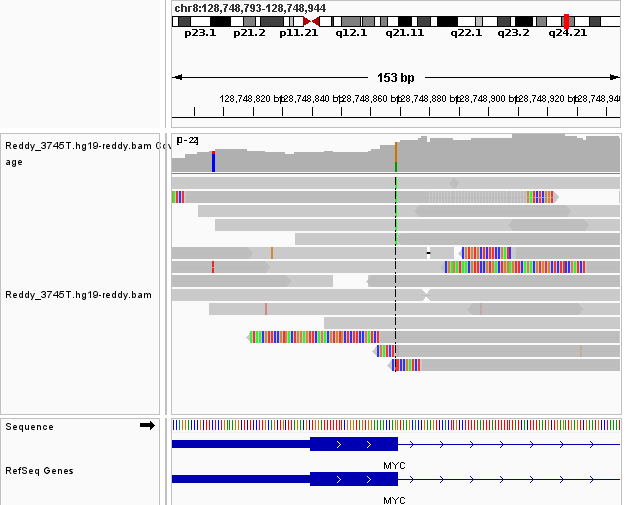 chr8:128,748,793-128,748,944
p23.1 p21.2 p11.21 q12.1 q21.11 q22.1 q23.2 q24.21
153 bp
128,748,820 bp 128,748,840 bp 128,748,860 bp 128,748,880 bp 128,748,900 bp 128,748,920 bp 128,748,940
Reddy_3745T.hg19-reddy.bam Cov
age
[0-22]
Reddy_3745T.hg19-reddy.bam
Sequence
RefSeq Genes
MYC
MYC